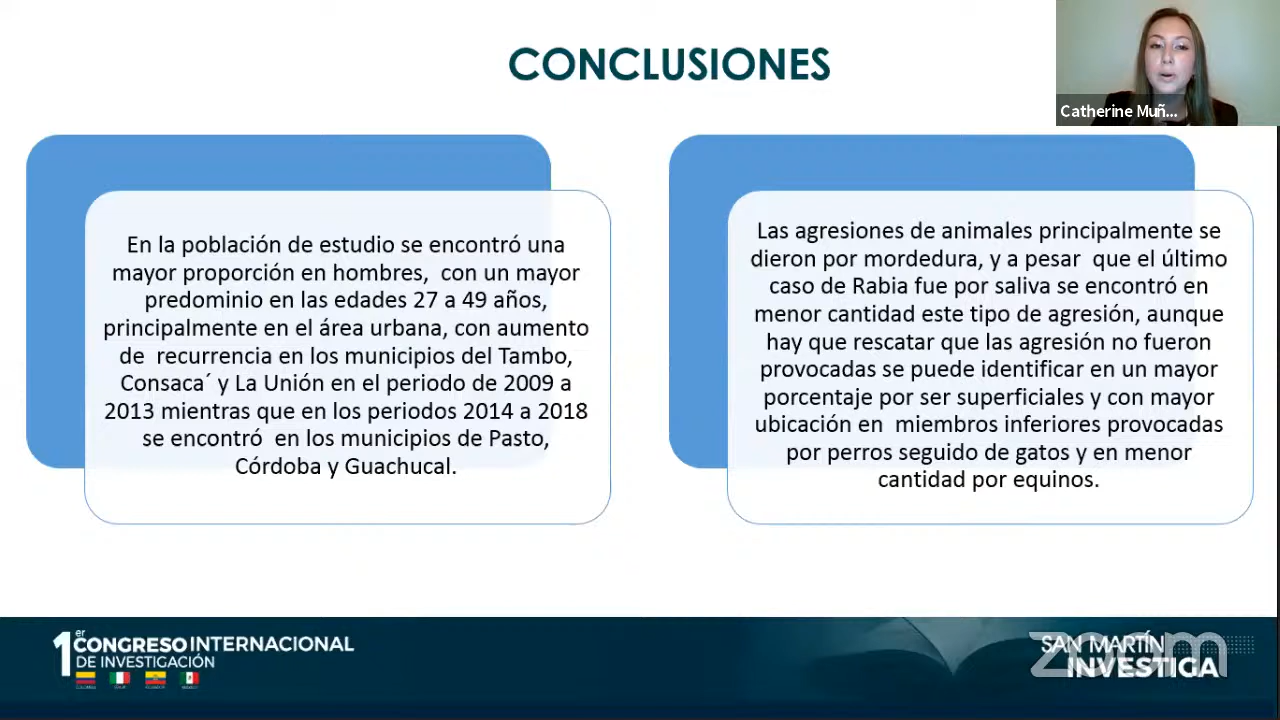 CONCLUSIONES
Catherine Muñ...
En la población de estudio se encontró una
mayor proporción en hombres, con un mayor
predominio en las edades 27 a 49 años,
principalmente en el área urbana, con aumento
de recurrencia en los municipios del Tambo,
Consaca´ y La Unión en el periodo de 2009 a
2013 mientras que en los periodos 2014 a 2018
se encontró en los municipios de Pasto,
Córdoba y Guachucal.
Las agresiones de animales principalmente se
dieron por mordedura, y a pesar que el último
caso de Rabia fue por saliva se encontró en
menor cantidad este tipo de agresión, aunque
hay que rescatar que las agresión no fueron
provocadas se puede identificar en un mayor
porcentaje por ser superficiales y con mayor
ubicación en miembros inferiores provocadas
por perros seguido de gatos y en menor
cantidad por equinos.
1er CONGRESO INTERNACIONAL
DE INVESTIGACIÓN
SAN MARTÍN
INVESTIGA
zoom